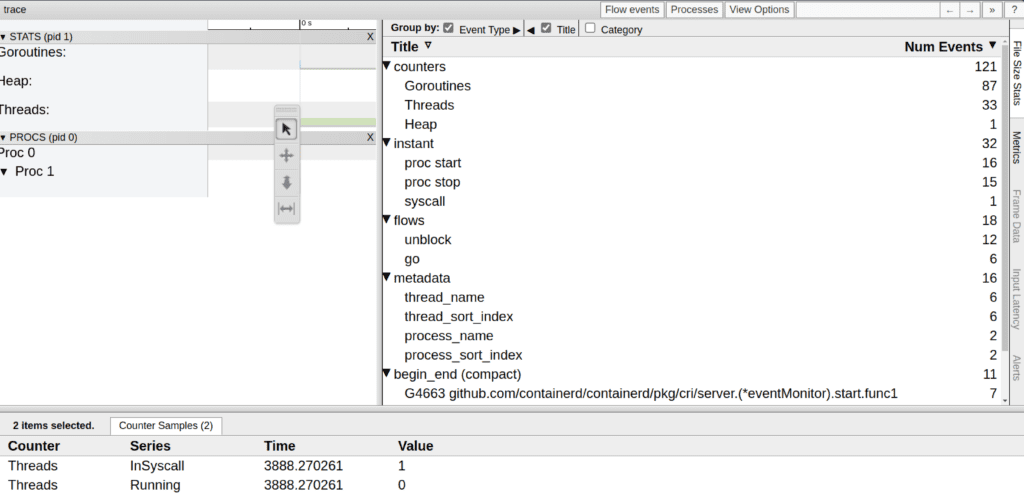 trace
Flow events Processes View Options ← → » ?
0 s
▾ STATS (pid 1) X
Goroutines:
Heap:
Threads:
▾ PROCS (pid 0) X
Proc 0
▼ Proc 1
Group by: Event Type ▶ ◀ Title Category
Title ▽ Num Events ▼
▼ counters 121
Goroutines 87
Threads 33
Heap 1
▼ instant 32
proc start 16
proc stop 15
syscall 1
▼ flows 18
unblock 12
go 6
▼ metadata 16
thread_name 6
thread_sort_index 6
process_name 2
process_sort_index 2
▼ begin_end (compact) 11
G4663 github.com/containerd/containerd/pkg/cri/server.(*eventMonitor).start.func1 7
File Size Stats
Metrics
Frame Data
Input Latency
Alerts
2 items selected. Counter Samples (2)
Counter Series Time Value
Threads InSyscall 3888.270261 1
Threads Running 3888.270261 0